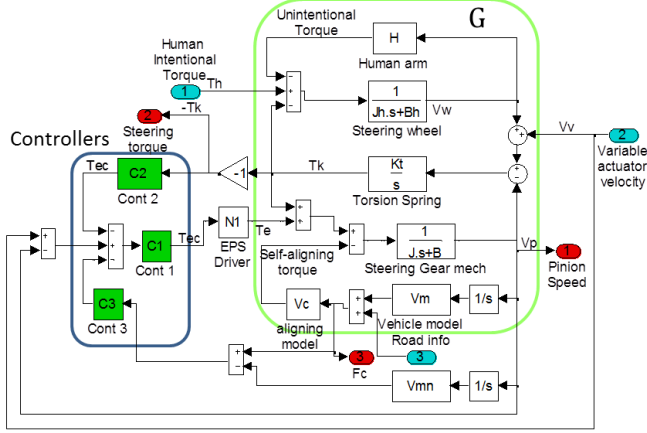 G
Unintentional
Torque
H
Human arm
Human
Intentional
Torque
1
Th
-Tk
2
Steering
torque
1
Jh.s+Bh
Steering wheel
Vw
Vv
2
Variable
actuator
velocity
Controllers
Tec
C2
Cont 2
-1
Tk
Kt
s
Torsion Spring
C1
Tec
Cont 1
N1
EPS
Driver
Te
Self-aligning
torque
1
J.s+B
Steering Gear mech
Vp
1
Pinion
Speed
C3
Cont 3
Vc
aligning
model
Vm
Vehicle model
1/s
Road info
3
Fc
3
Vmn
1/s